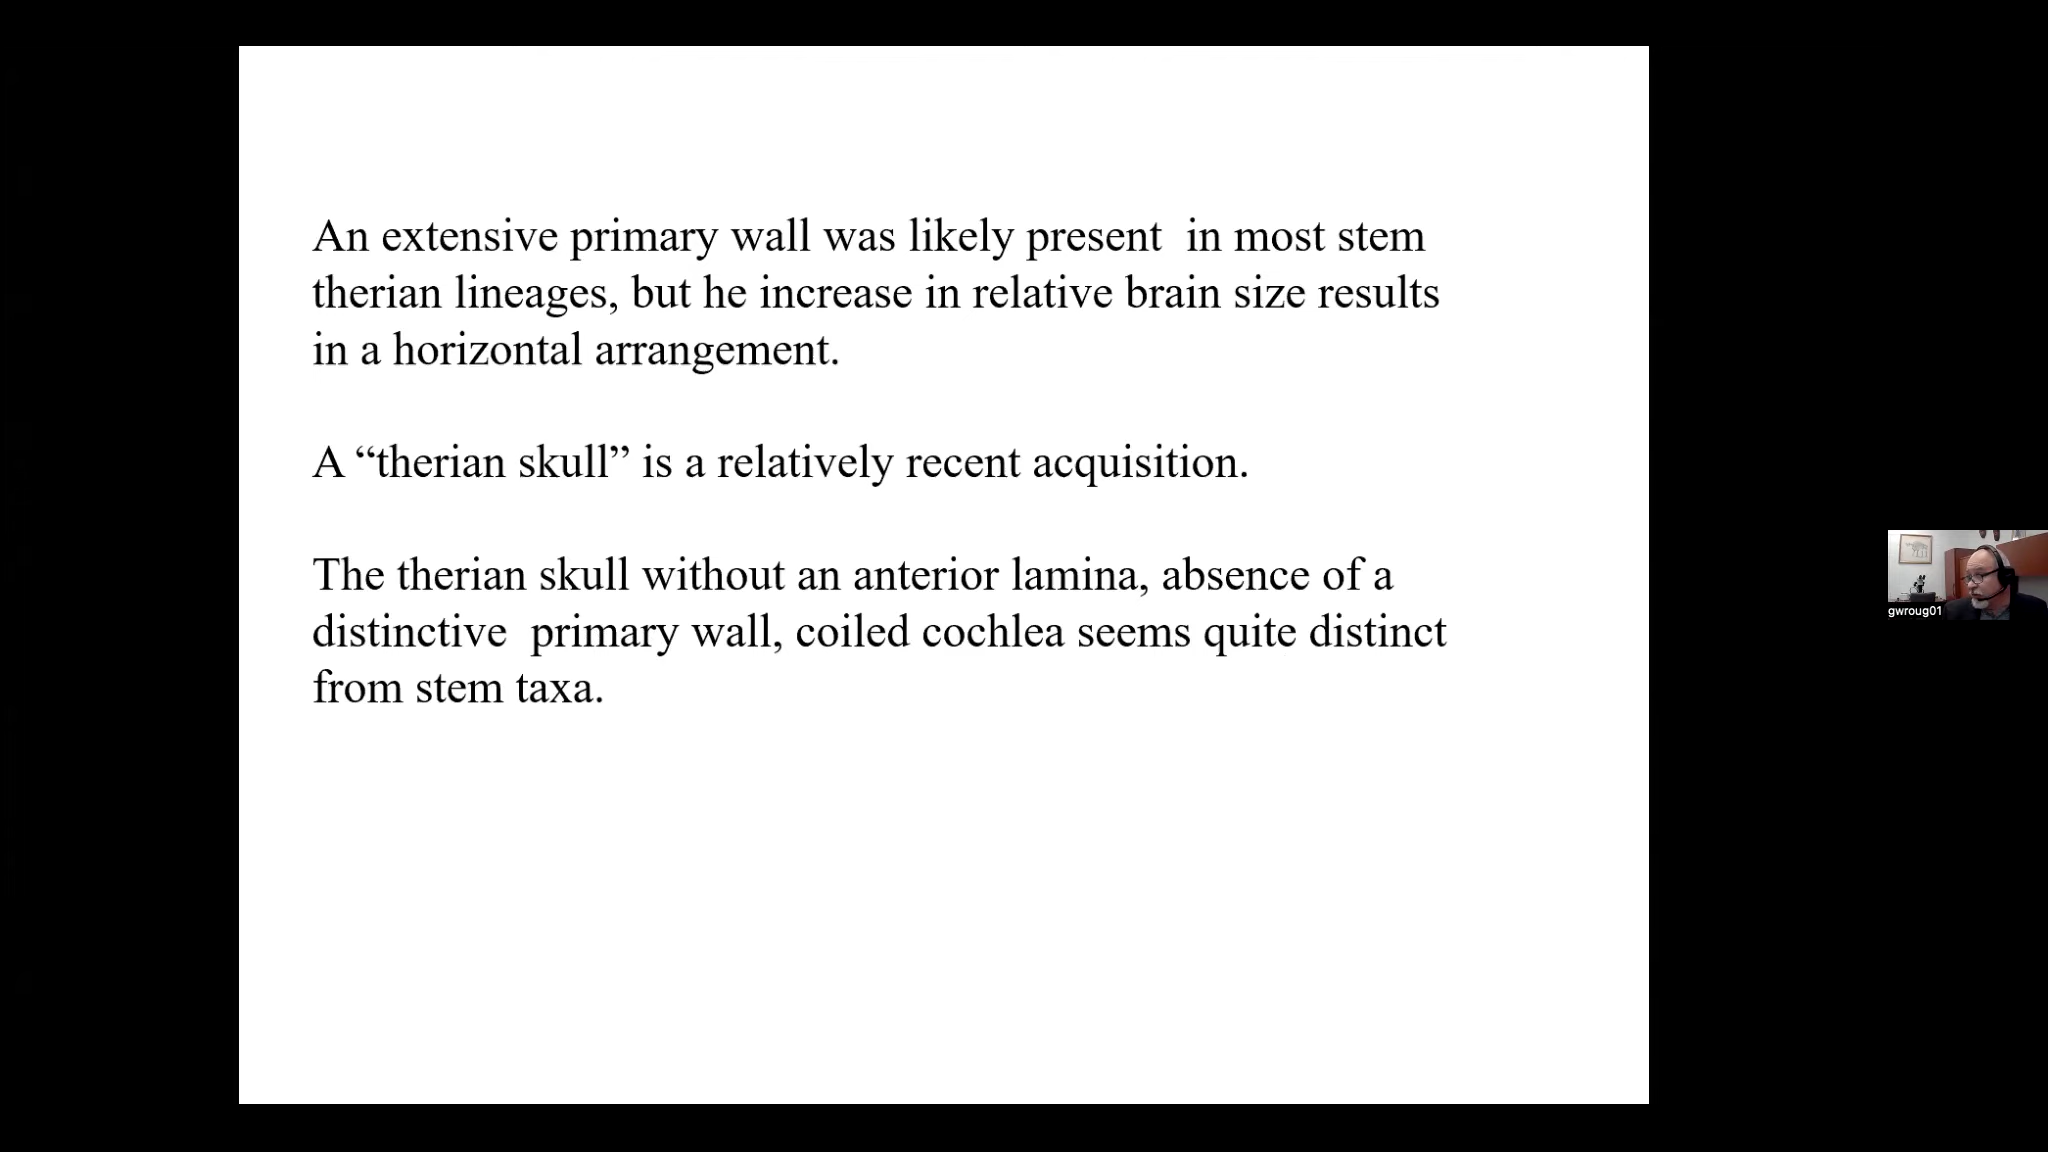 An extensive primary wall was likely present  in most stem
therian lineages, but he increase in relative brain size results
in a horizontal arrangement.
A “therian skull” is a relatively recent acquisition.
The therian skull without an anterior lamina, absence of a
distinctive  primary wall, coiled cochlea seems quite distinct
from stem taxa.
gwroug01